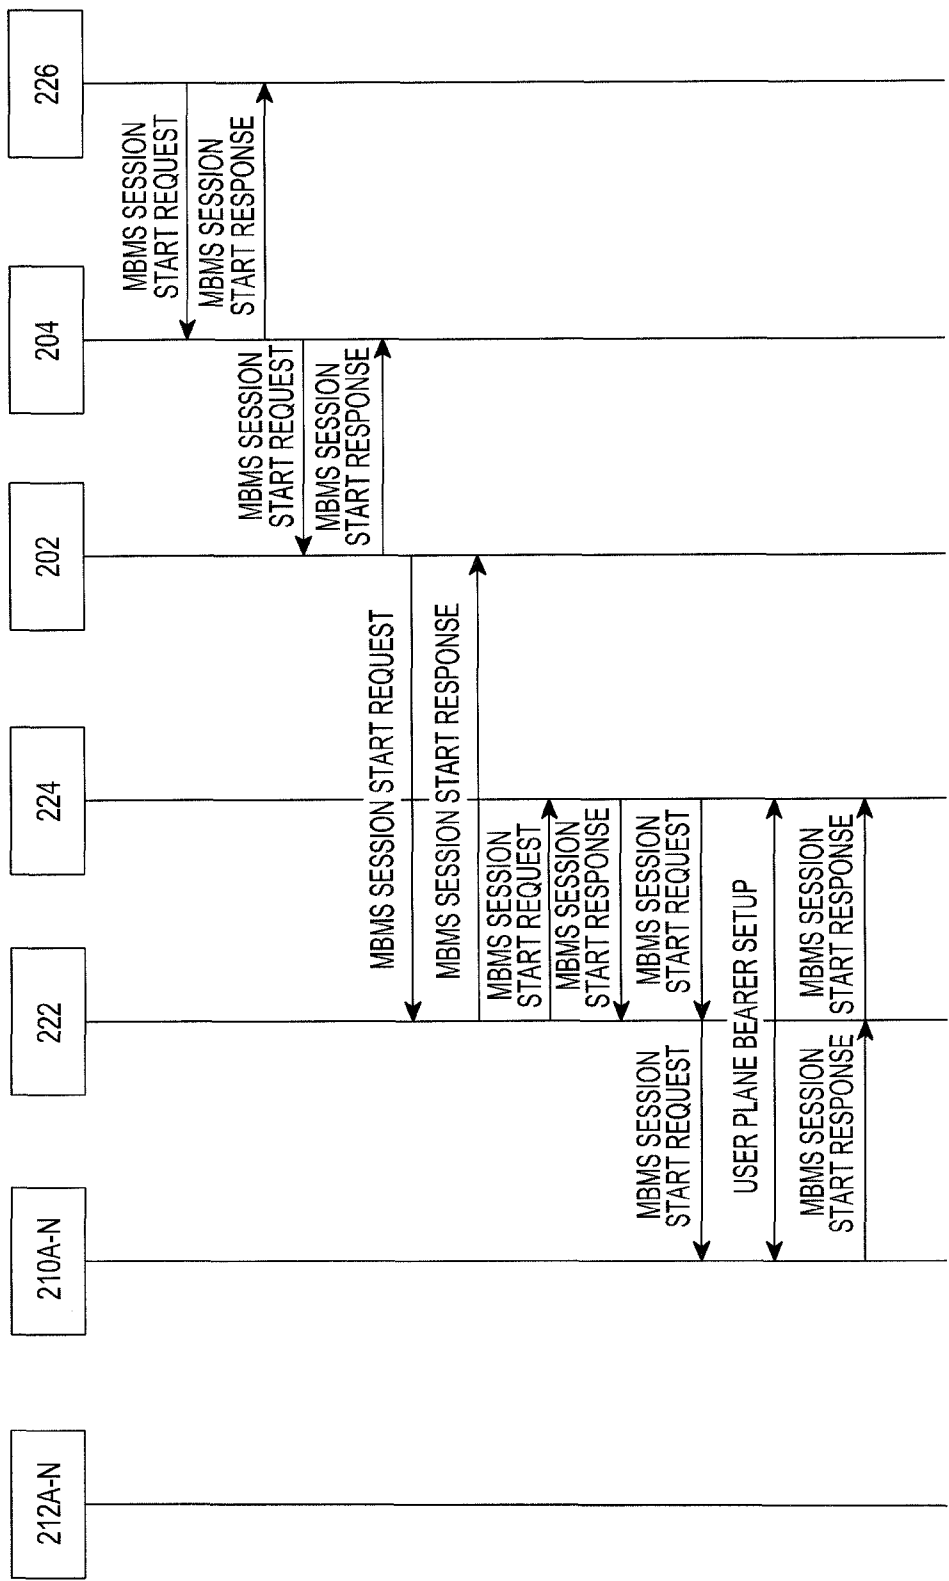 212A-N
210A-N
222
224
202
204
226
MBMS SESSION
START REQUEST
MBMS SESSION
START RESPONSE
MBMS SESSION
START REQUEST
MBMS SESSION
START RESPONSE
MBMS SESSION START REQUEST
MBMS SESSION START RESPONSE
MBMS SESSION
START REQUEST
MBMS SESSION
START RESPONSE
MBMS SESSION
START REQUEST
MBMS SESSION
START REQUEST
USER PLANE BEARER SETUP
MBMS SESSION
START RESPONSE
MBMS SESSION
START RESPONSE